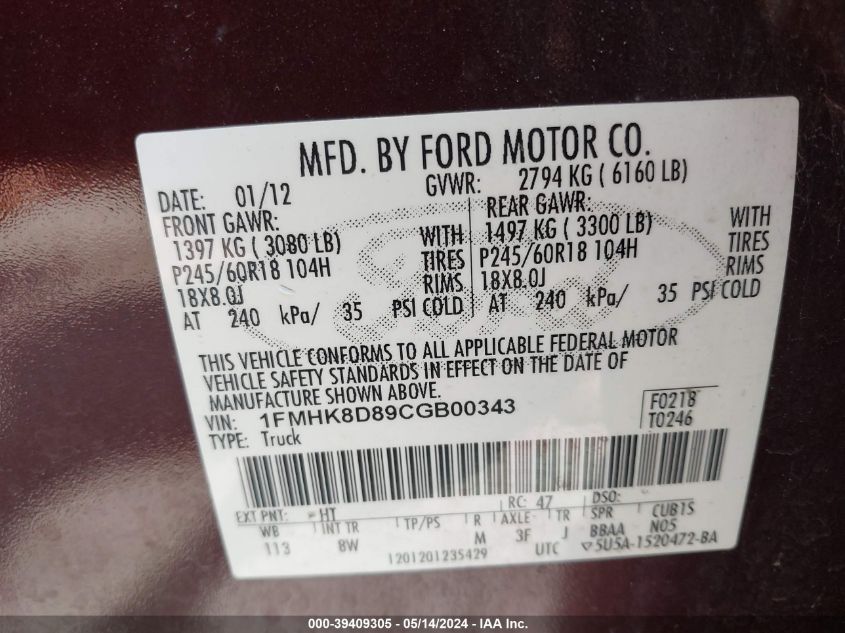 MFD. BY FORD MOTOR CO.
DATE: 01/12 GVWR: 2794 KG ( 6160 LB)
FRONT GAWR: REAR GAWR:
1397 KG ( 3080 LB) WITH 1497 KG ( 3300 LB) WITH
P245/60R18 104H TIRES P245/60R18 104H TIRES
18X8.0J RIMS 18X8.0J RIMS
AT 240 kPa/ 35 PSI COLD AT 240 kPa/ 35 PSI COLD
THIS VEHICLE CONFORMS TO ALL APPLICABLE FEDERAL MOTOR
VEHICLE SAFETY STANDARDS IN EFFECT ON THE DATE OF
MANUFACTURE SHOWN ABOVE.
VIN: 1FMHK8D89CGB00343 F0218
TYPE: Truck T0246
EXT PNT: HT RC: 47 DSO:
WB INT TR TP/PS R AXLE TR SPR CUB1S
113 8W M 3F J BBAA N05
1201201235429 UTC 5U5A-1520472-BA
000-39409305 - 05/14/2024 - IAA Inc.